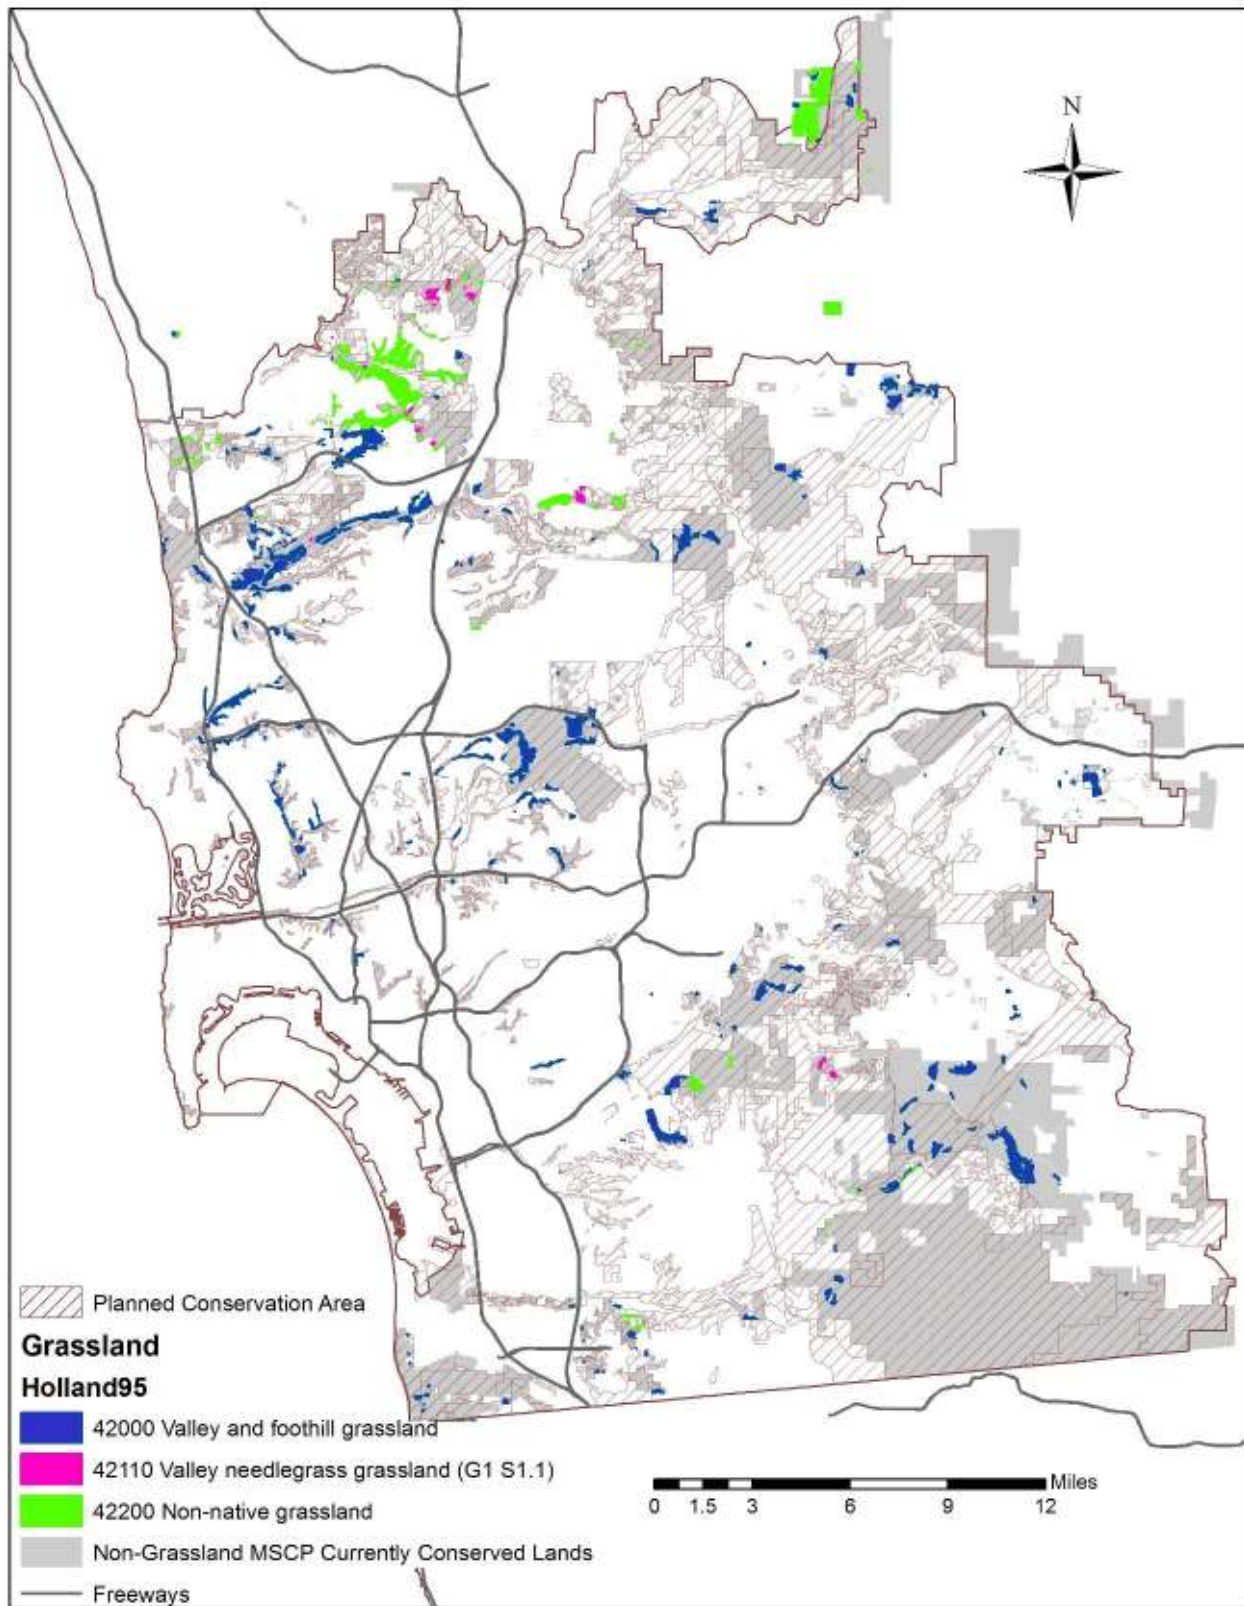 N
Planned Conservation Area
Grassland
Holland95
42000 Valley and foothill grassland
42110 Valley needlegrass grassland (G1 S1.1)
42200 Non-native grassland
Non-Grassland MSCP Currently Conserved Lands
Freeways
Miles
0 1.5 3 6 9 12